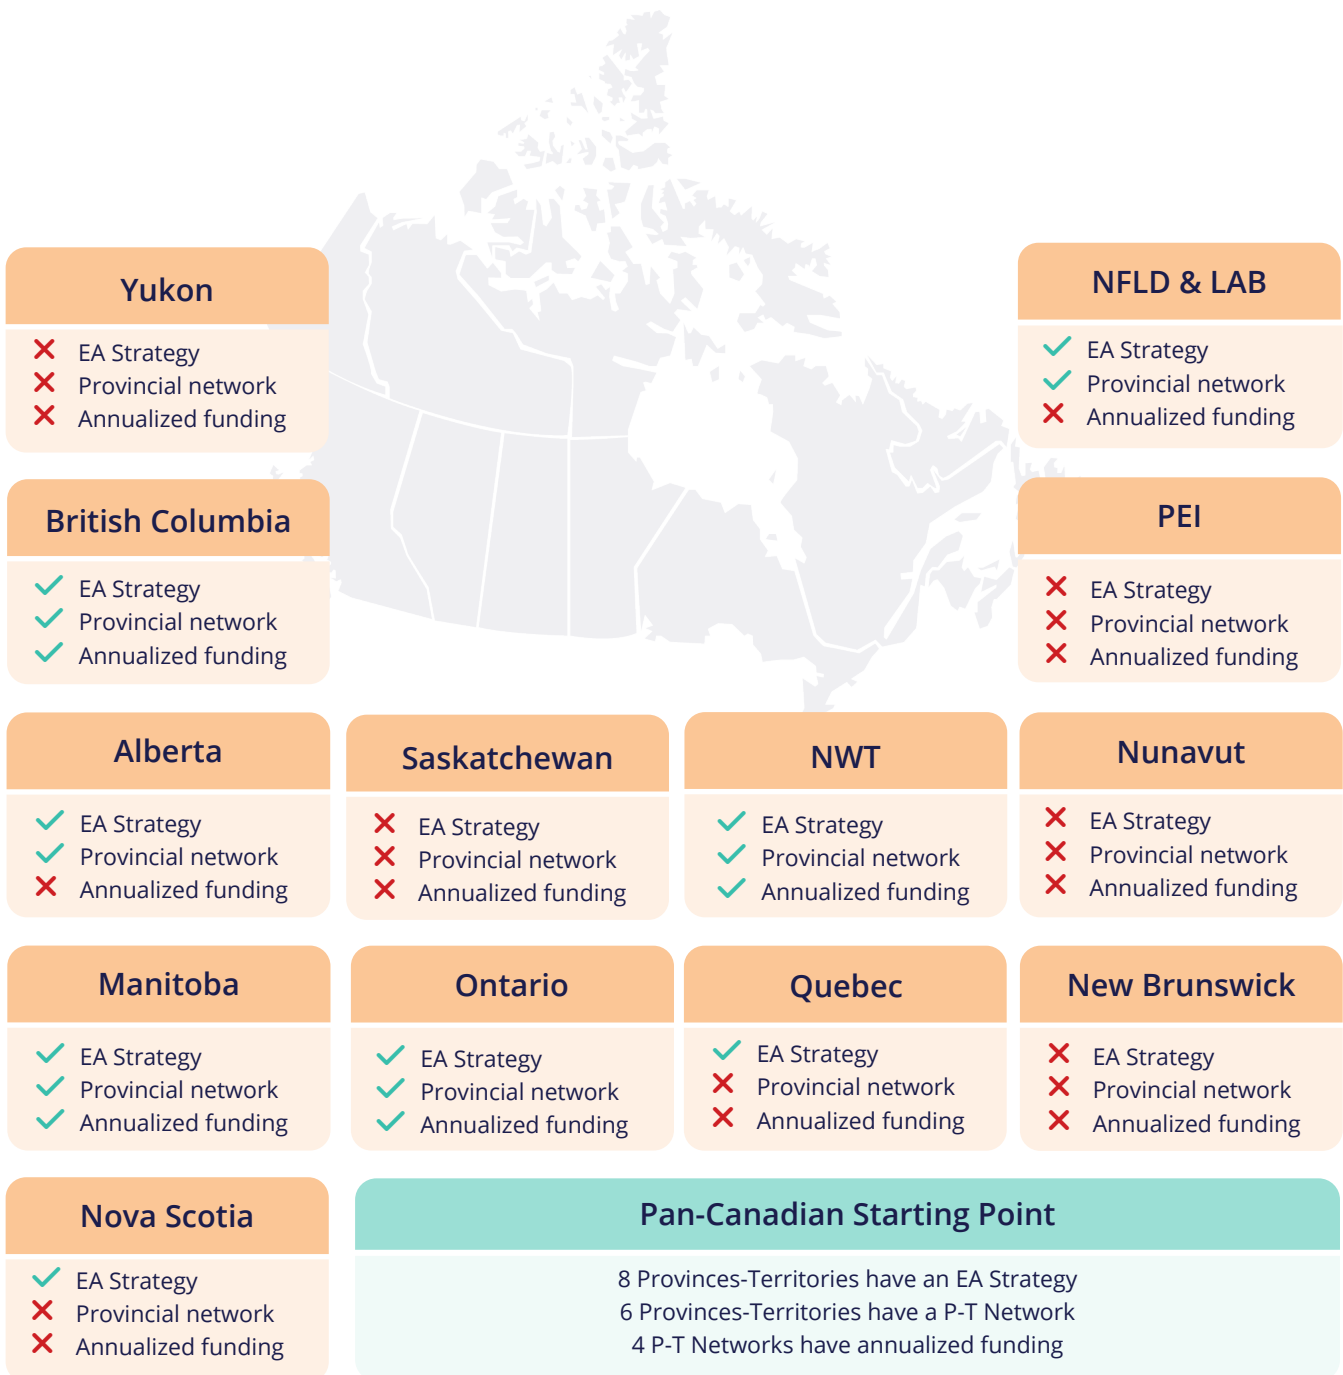 Yukon
EA Strategy
Provincial network
Annualized funding
NFLD & LAB
EA Strategy
Provincial network
Annualized funding
British Columbia
EA Strategy
Provincial network
Annualized funding
PEI
EA Strategy
Provincial network
Annualized funding
Alberta
EA Strategy
Provincial network
Annualized funding
Saskatchewan
EA Strategy
Provincial network
Annualized funding
NWT
EA Strategy
Provincial network
Annualized funding
Nunavut
EA Strategy
Provincial network
Annualized funding
Manitoba
EA Strategy
Provincial network
Annualized funding
Ontario
EA Strategy
Provincial network
Annualized funding
Quebec
EA Strategy
Provincial network
Annualized funding
New Brunswick
EA Strategy
Provincial network
Annualized funding
Nova Scotia
EA Strategy
Provincial network
Annualized funding
Pan-Canadian Starting Point
8 Provinces-Territories have an EA Strategy
6 Provinces-Territories have a P-T Network
4 P-T Networks have annualized funding